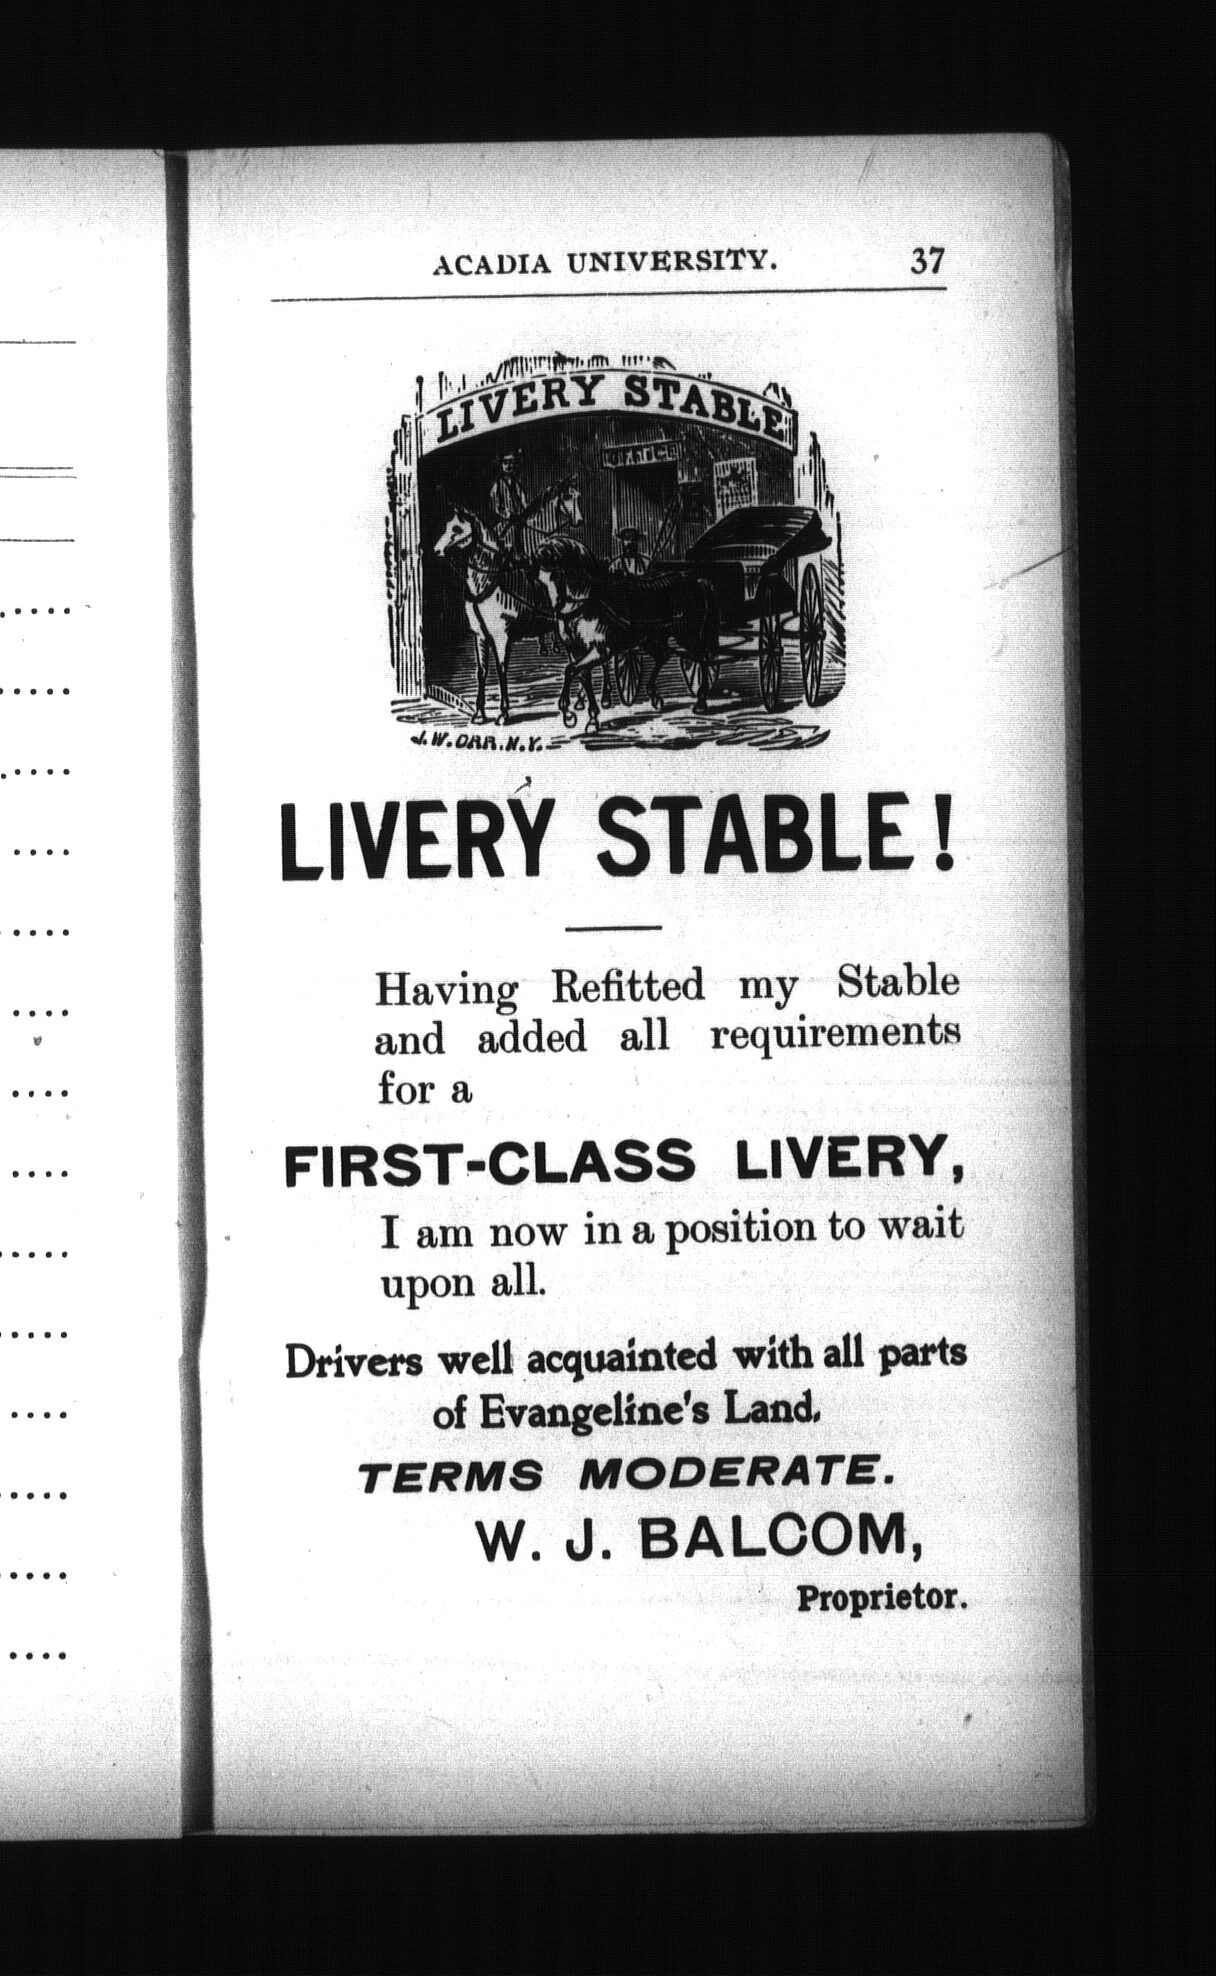 ACADIA UNIVERSITY. 37
LIVERY STABLE
OFFICE
J.W.ORR.N.Y.
LIVERY STABLE!
Having Refitted my Stable
and added all requirements
for a
FIRST-CLASS LIVERY,
I am now in a position to wait
upon all.
Drivers well acquainted with all parts
of Evangeline's Land.
TERMS MODERATE.
W. J. BALCOM,
Proprietor.